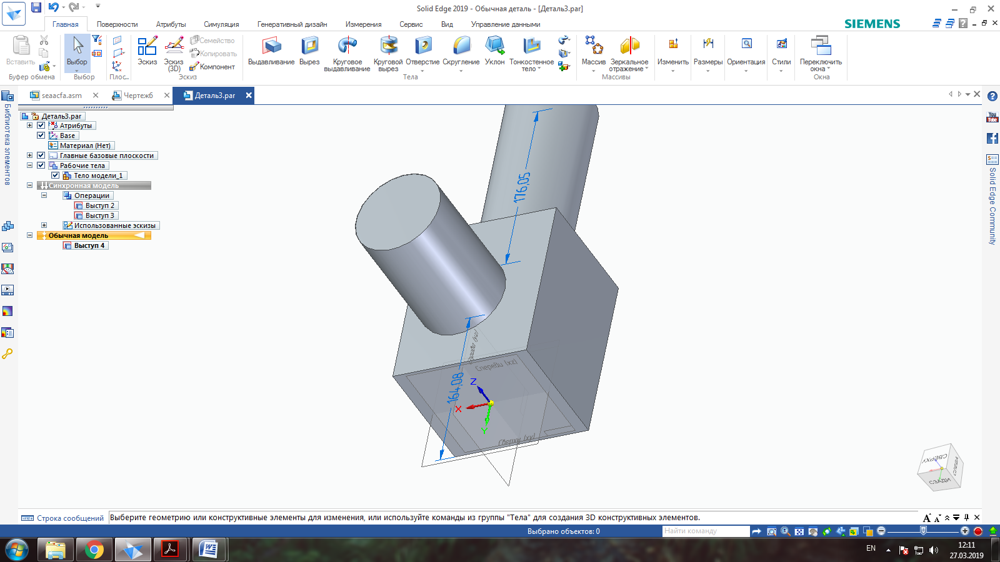 Solid Edge 2019 - Обычная деталь - [Деталь3.par]
Главная Поверхности Атрибуты Симуляция Генеративный дизайн Измерения Сервис Вид Управление данными
SIEMENS
Вставить
Буфер обмена
Выбор
Выбор
Плос...
Эскиз
Эскиз (3D)
Семейство
Копировать
Компонент
Эскиз
Выдавливание
Вырез
Круговое выдавливание
Круговой вырез
Отверстие
Скругление
Уклон
Тонкостенное тело
Тела
Массив
Зеркальное отражение
Массивы
Изменить
Размеры
Ориентация
Стили
Переключить окна
Окна
seaacfa.asm
Чертеж6
Деталь3.par
Библиотека элементов
Деталь3.par
Атрибуты
Base
Материал (Нет)
Главные базовые плоскости
Рабочие тела
Тело модели_1
Синхронная модель
Операции
Выступ 2
Выступ 3
Использованные эскизы
Обычная модель
Выступ 4
176,05
164,08
Спереди (xz)
Сверху (xy)
Z
X
Y
СВЕРХУ
СЗАДИ
You Tube
Solid Edge Community
Строка сообщений
Выберите геометрию или конструктивные элементы для изменения, или используйте команды из группы "Тела" для создания 3D конструктивных элементов.
Выбрано объектов: 0
Найти команду
EN
12:11
27.03.2019